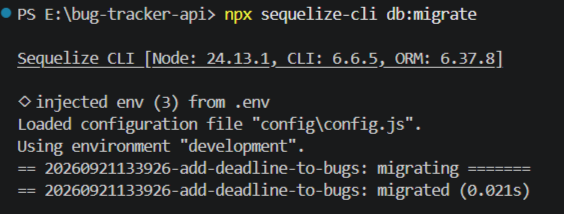 PS E:\bug-tracker-api> npx sequelize-cli db:migrate
Sequelize CLI [Node: 24.13.1, CLI: 6.6.5, ORM: 6.37.8]
◇ injected env (3) from .env
Loaded configuration file "config\config.js".
Using environment "development".
== 20260921133926-add-deadline-to-bugs: migrating =======
== 20260921133926-add-deadline-to-bugs: migrated (0.021s)